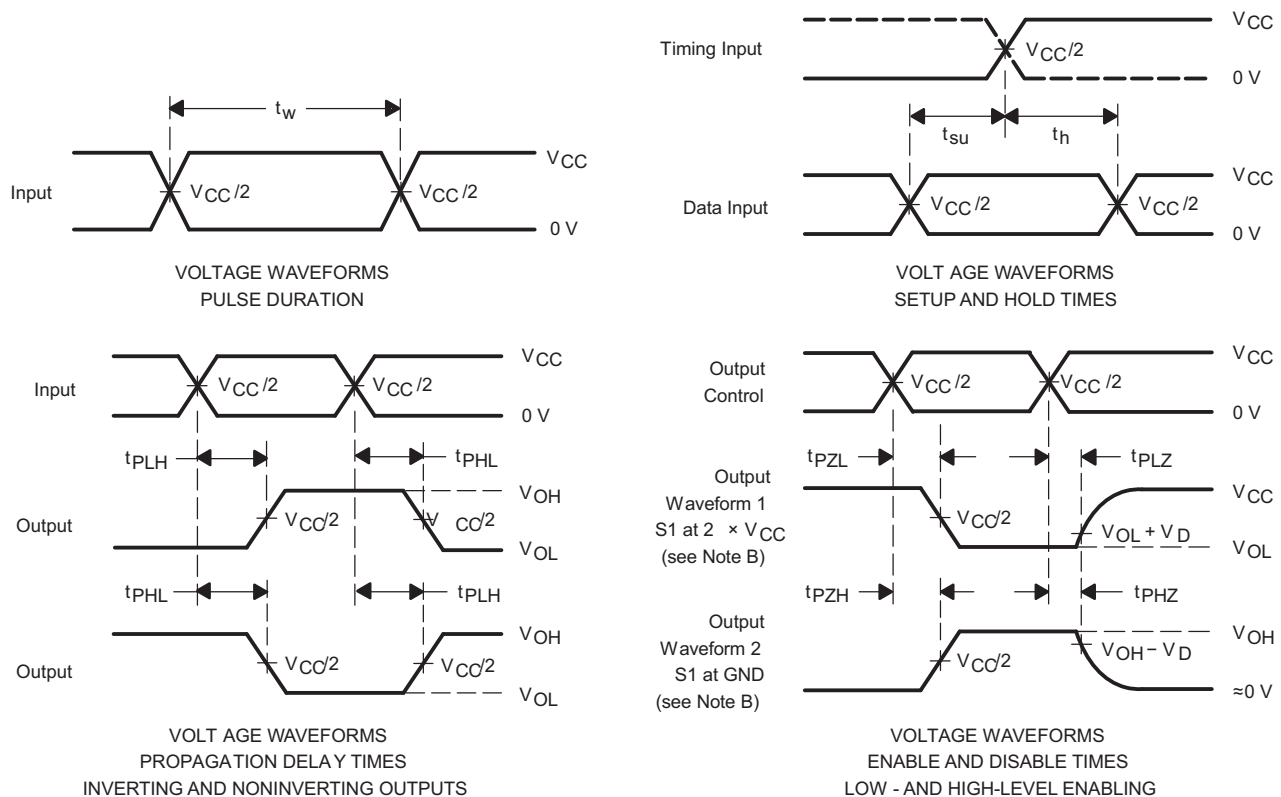 t_w
V_CC
Input
V_CC/2
V_CC/2
0 V
VOLTAGE WAVEFORMS
PULSE DURATION
Timing Input
V_CC
V_CC/2
0 V
t_su
t_h
V_CC
Data Input
V_CC/2
V_CC/2
0 V
VOLT AGE WAVEFORMS
SETUP AND HOLD TIMES
V_CC
Input
V_CC/2
V_CC/2
0 V
t_PLH
t_PHL
V_OH
Output
V_CC/2
V_CC/2
V_OL
t_PHL
t_PLH
V_OH
Output
V_CC/2
V_CC/2
V_OL
VOLT AGE WAVEFORMS
PROPAGATION DELAY TIMES
INVERTING AND NONINVERTING OUTPUTS
V_CC
Output
Control
V_CC/2
V_CC/2
0 V
t_PZL
t_PLZ
Output
Waveform 1
S1 at 2 × V_CC
(see Note B)
V_CC
V_CC/2
V_OL + V_D
V_OL
t_PZH
t_PHZ
Output
Waveform 2
S1 at GND
(see Note B)
V_OH
V_CC/2
V_OH − V_D
≈0 V
VOLTAGE WAVEFORMS
ENABLE AND DISABLE TIMES
LOW - AND HIGH-LEVEL ENABLING